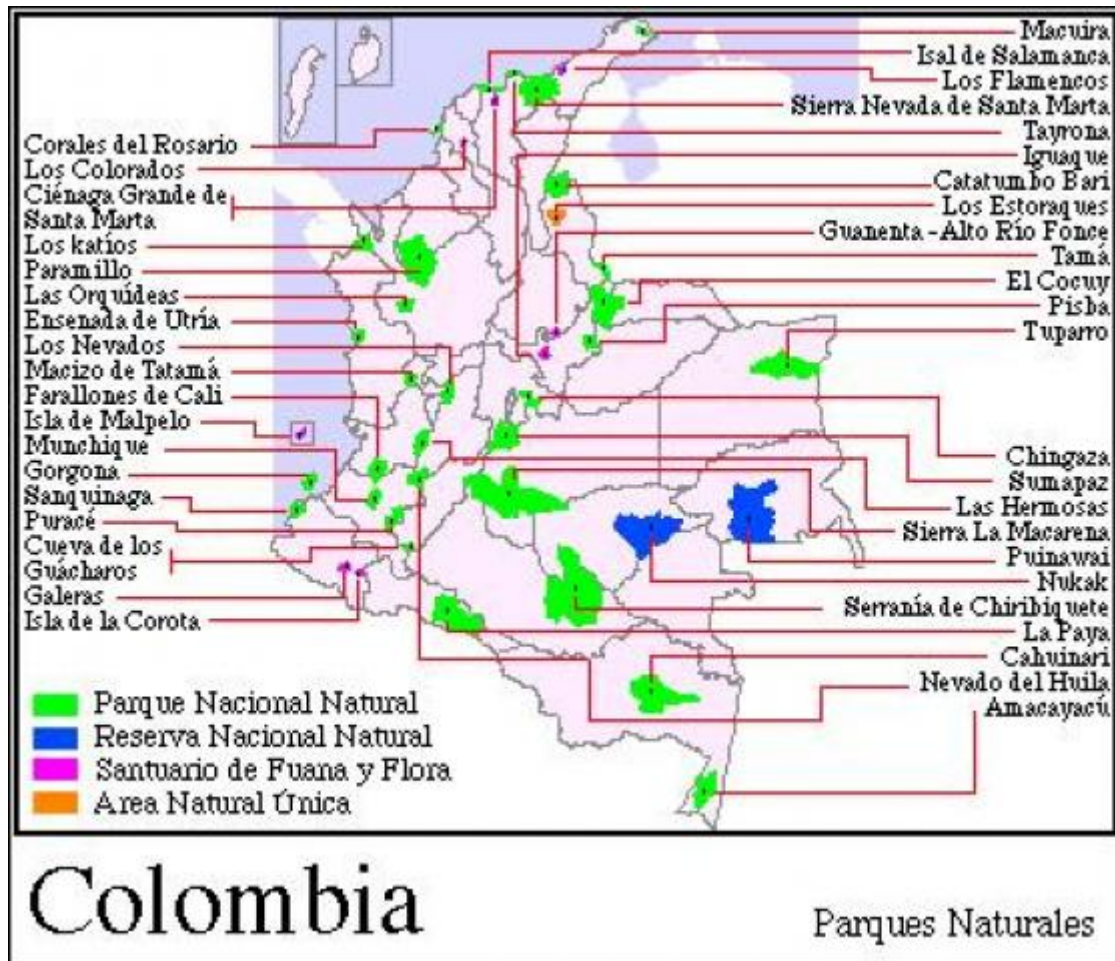 Macuira
Isal de Salamanca
Los Flamencos
Sierra Nevada de Santa Marta
Tayrona
Iguaque
Catatumbo Bari
Los Estoraques
Guanenta - Alto Río Fonce
Tamá
El Cocuy
Pisba
Tuparro
Corales del Rosario
Los Colorados
Ciénaga Grande de
Santa Marta
Los katíos
Paramillo
Las Orquídeas
Ensenada de Utría
Los Nevados
Macizo de Tatamá
Farallones de Cali
Isla de Malpelo
Munchique
Gorgona
Sanquinaga
Puracé
Cueva de los
Guácharos
Galeras
Isla de la Corota
Chingaza
Sumapaz
Las Hermosas
Sierra La Macarena
Puinawai
Nukak
Serranía de Chiribiquete
La Paya
Cahuinari
Nevado del Huila
Amacayacú
Parque Nacional Natural
Reserva Nacional Natural
Santuario de Fuana y Flora
Area Natural Única
Colombia
Parques Naturales